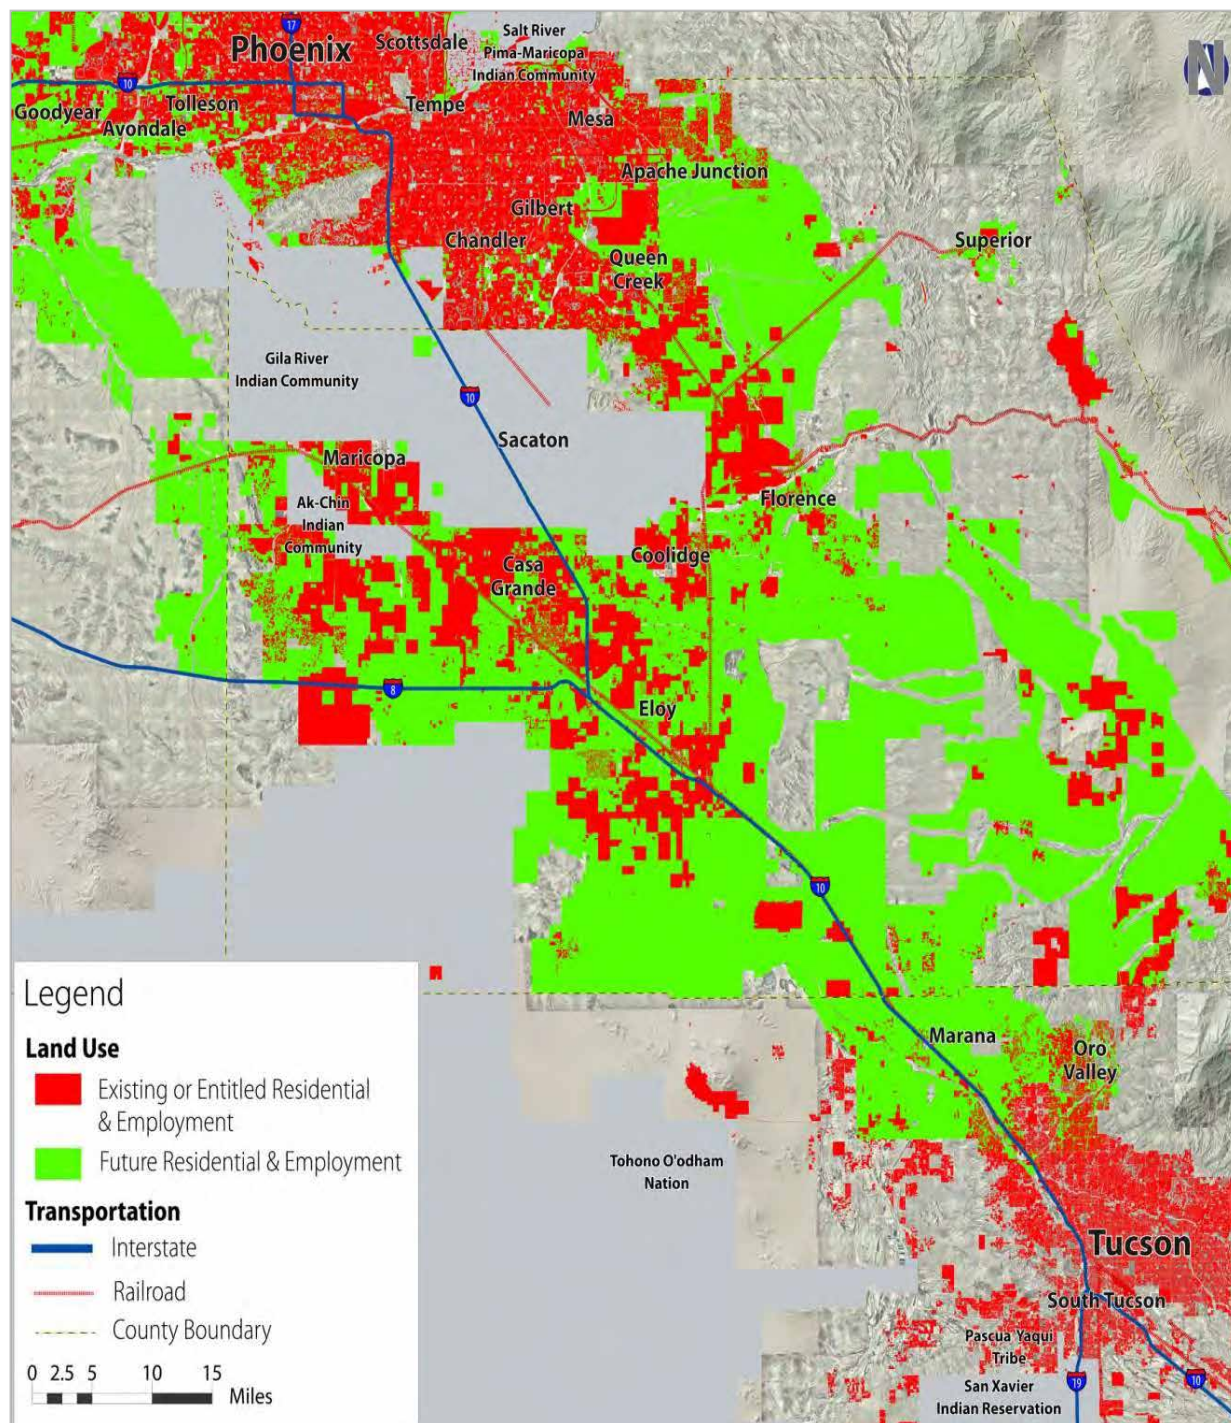 17
Phoenix
Scottsdale
Salt River
Pima-Maricopa
Indian Community
N
10
Goodyear
Tolleson
Avondale
Tempe
Mesa
Apache Junction
Gilbert
Chandler
Queen
Creek
Superior
Gila River
Indian Community
10
Sacaton
Maricopa
Ak-Chin
Indian
Community
Florence
Coolidge
Casa
Grande
8
Eloy
10
Marana
Oro
Valley
Tohono O'odham
Nation
Tucson
South Tucson
Pascua Yaqui
Tribe
San Xavier
Indian Reservation
19
10
Legend
Land Use
Existing or Entitled Residential
& Employment
Future Residential & Employment
Transportation
Interstate
Railroad
County Boundary
0 2.5 5 10 15
Miles